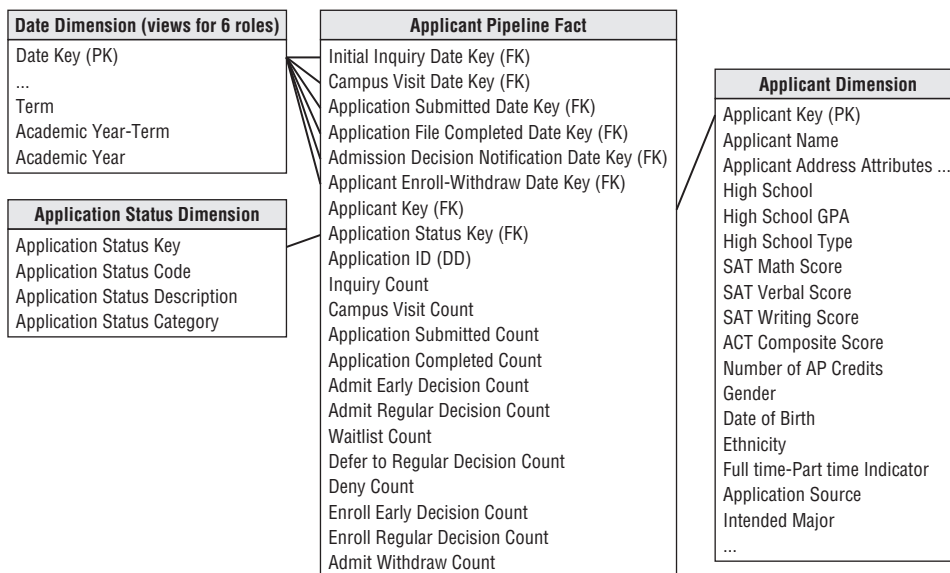 Date Dimension (views for 6 roles)
Date Key (PK)
...
Term
Academic Year-Term
Academic Year
Application Status Dimension
Application Status Key
Application Status Code
Application Status Description
Application Status Category
Applicant Pipeline Fact
Initial Inquiry Date Key (FK)
Campus Visit Date Key (FK)
Application Submitted Date Key (FK)
Application File Completed Date Key (FK)
Admission Decision Notification Date Key (FK)
Applicant Enroll-Withdraw Date Key (FK)
Applicant Key (FK)
Application Status Key (FK)
Application ID (DD)
Inquiry Count
Campus Visit Count
Application Submitted Count
Application Completed Count
Admit Early Decision Count
Admit Regular Decision Count
Waitlist Count
Defer to Regular Decision Count
Deny Count
Enroll Early Decision Count
Enroll Regular Decision Count
Admit Withdraw Count
Applicant Dimension
Applicant Key (PK)
Applicant Name
Applicant Address Attributes ...
High School
High School GPA
High School Type
SAT Math Score
SAT Verbal Score
SAT Writing Score
ACT Composite Score
Number of AP Credits
Gender
Date of Birth
Ethnicity
Full time-Part time Indicator
Application Source
Intended Major
...